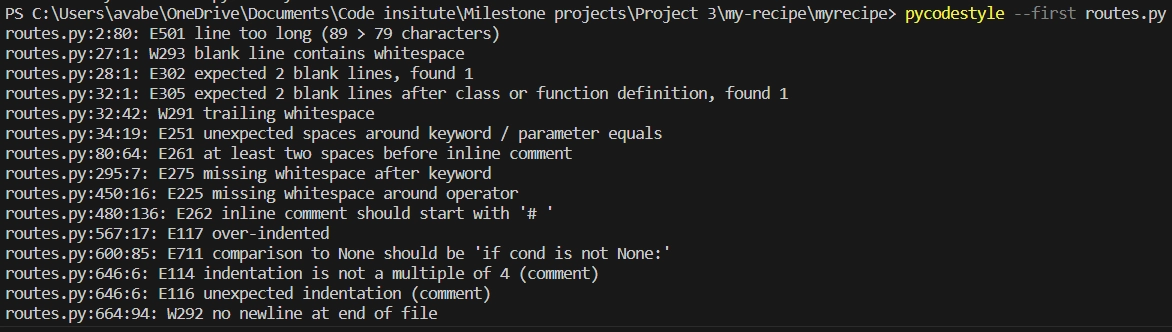 PS C:\Users\avabe\OneDrive\Documents\Code insitute\Milestone projects\Project 3\my-recipe\myrecipe> pycodestyle --first routes.py
routes.py:2:80: E501 line too long (89 > 79 characters)
routes.py:27:1: W293 blank line contains whitespace
routes.py:28:1: E302 expected 2 blank lines, found 1
routes.py:32:1: E305 expected 2 blank lines after class or function definition, found 1
routes.py:32:42: W291 trailing whitespace
routes.py:34:19: E251 unexpected spaces around keyword / parameter equals
routes.py:80:64: E261 at least two spaces before inline comment
routes.py:295:7: E275 missing whitespace after keyword
routes.py:450:16: E225 missing whitespace around operator
routes.py:480:136: E262 inline comment should start with '# '
routes.py:567:17: E117 over-indented
routes.py:600:85: E711 comparison to None should be 'if cond is not None:'
routes.py:646:6: E114 indentation is not a multiple of 4 (comment)
routes.py:646:6: E116 unexpected indentation (comment)
routes.py:664:94: W292 no newline at end of file